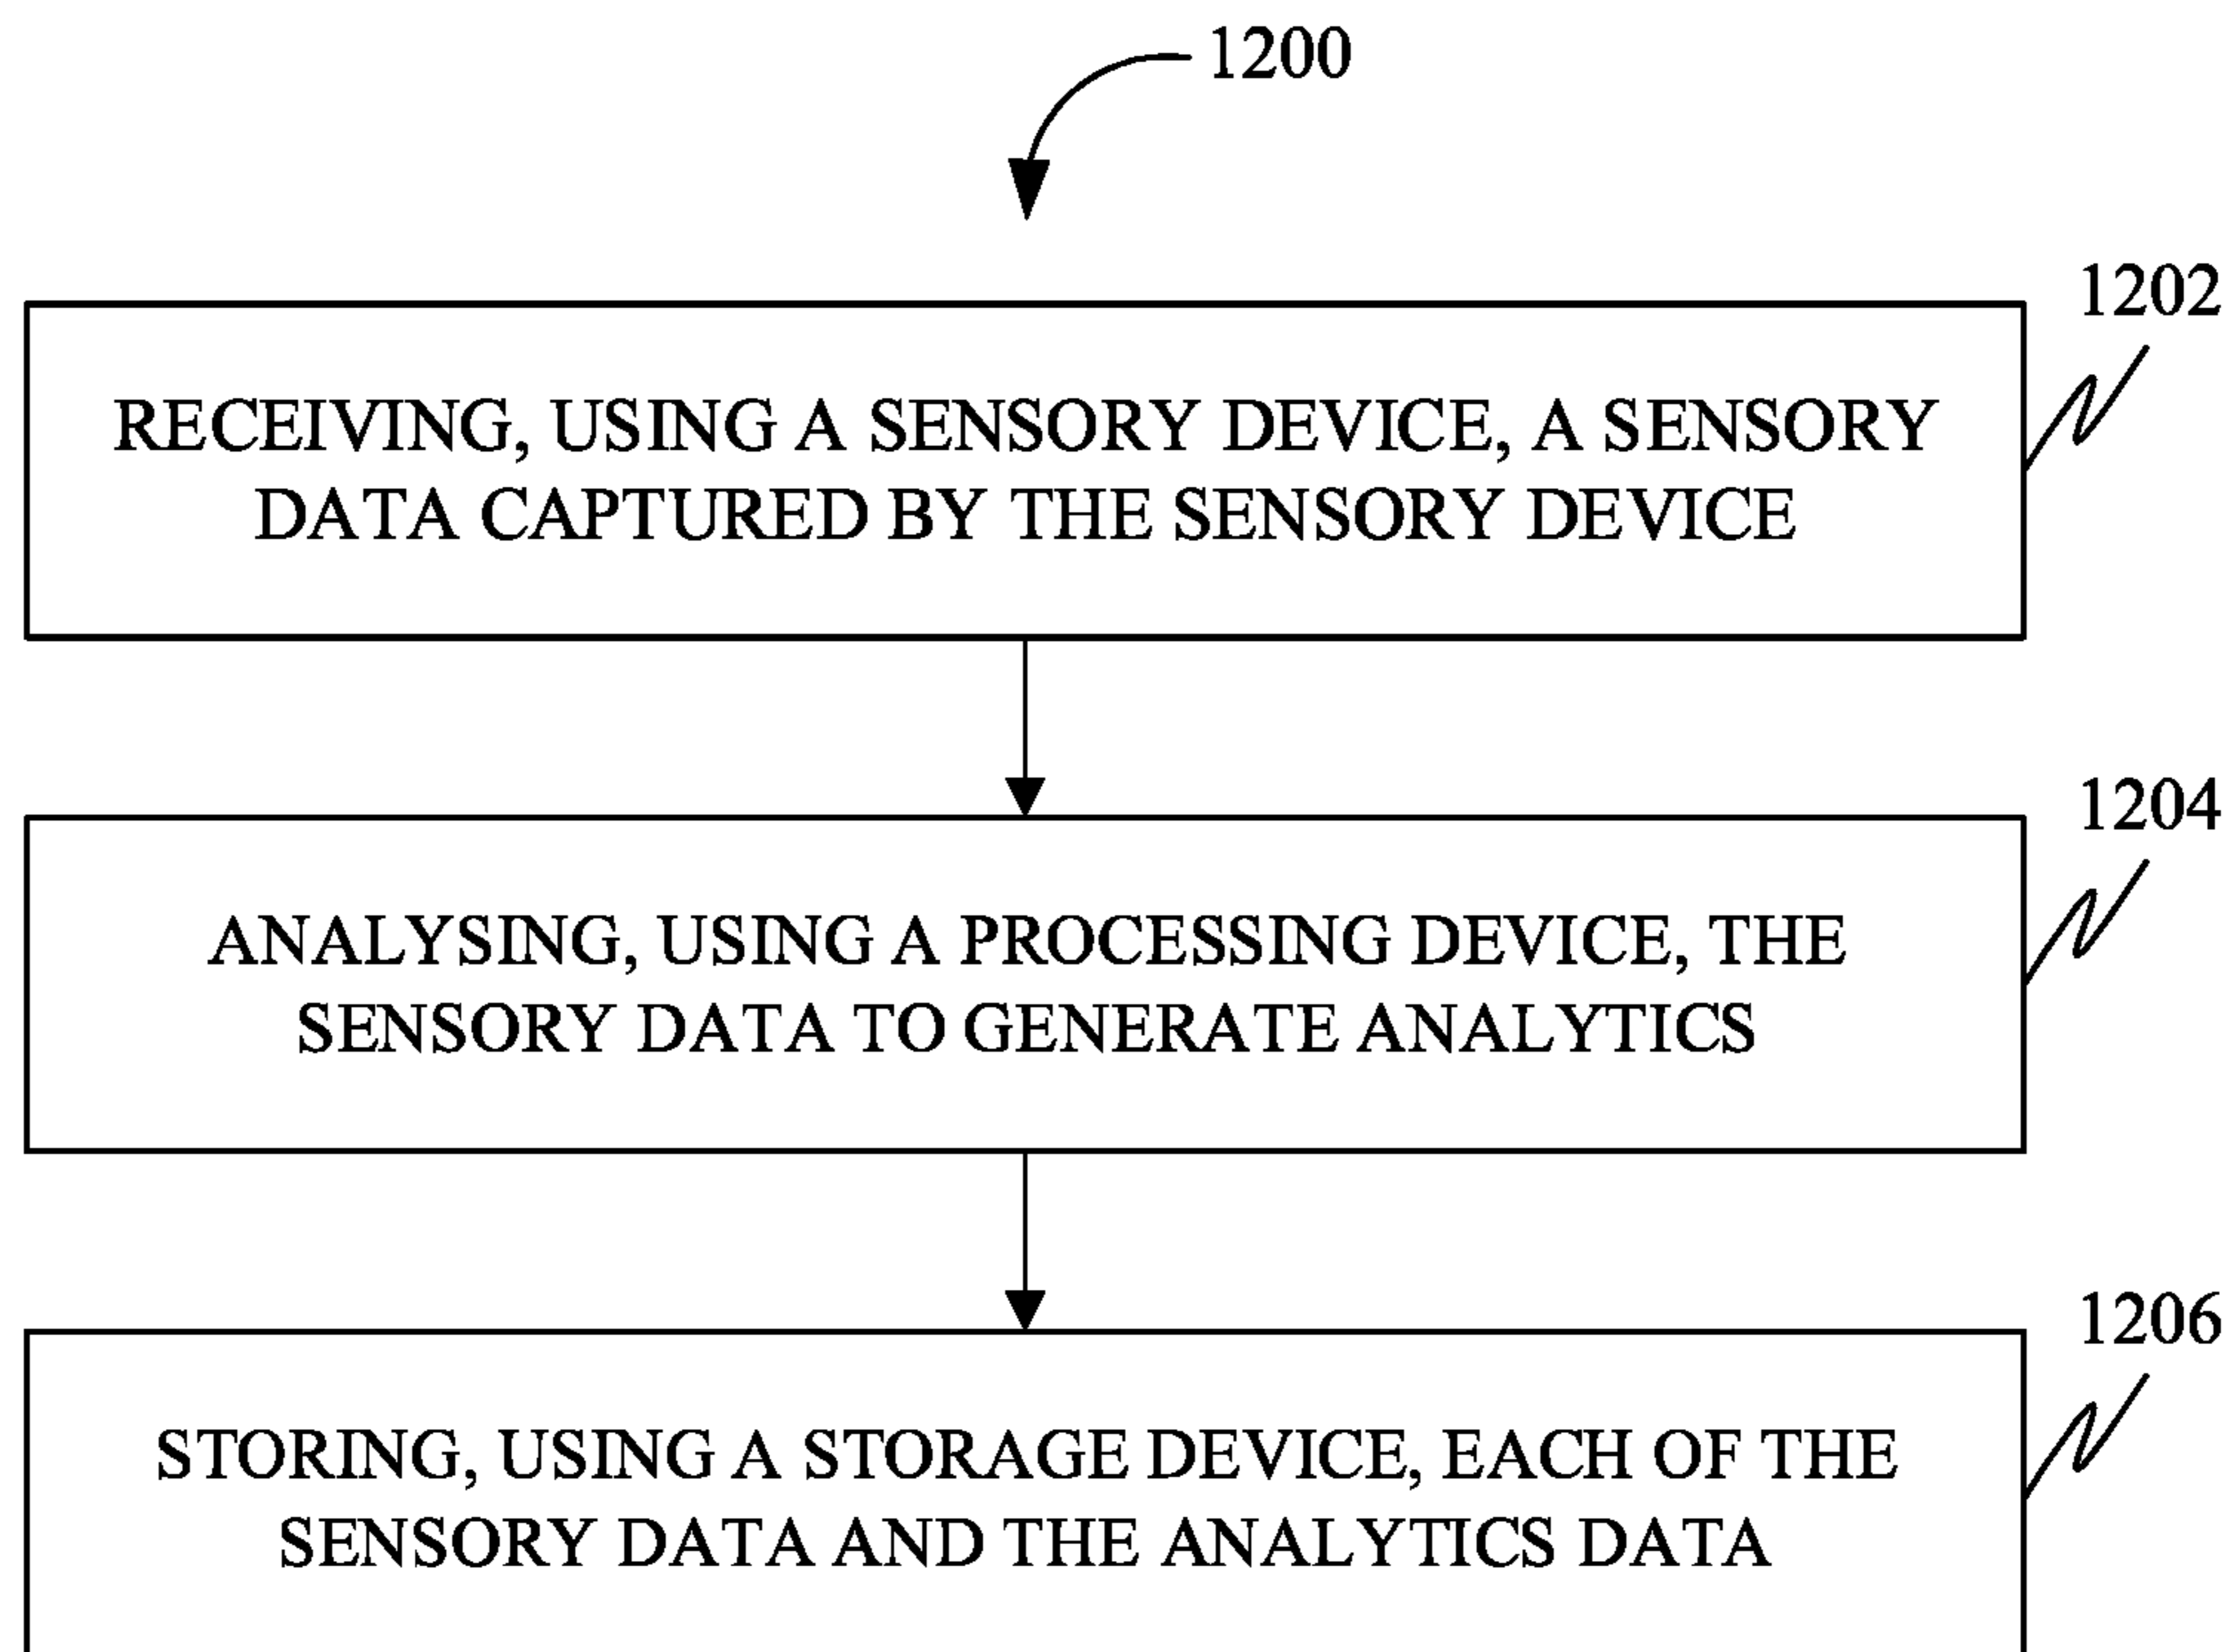 1200
1202
RECEIVING, USING A SENSORY DEVICE, A SENSORY
DATA CAPTURED BY THE SENSORY DEVICE
1204
ANALYSING, USING A PROCESSING DEVICE, THE
SENSORY DATA TO GENERATE ANALYTICS
1206
STORING, USING A STORAGE DEVICE, EACH OF THE
SENSORY DATA AND THE ANALYTICS DATA